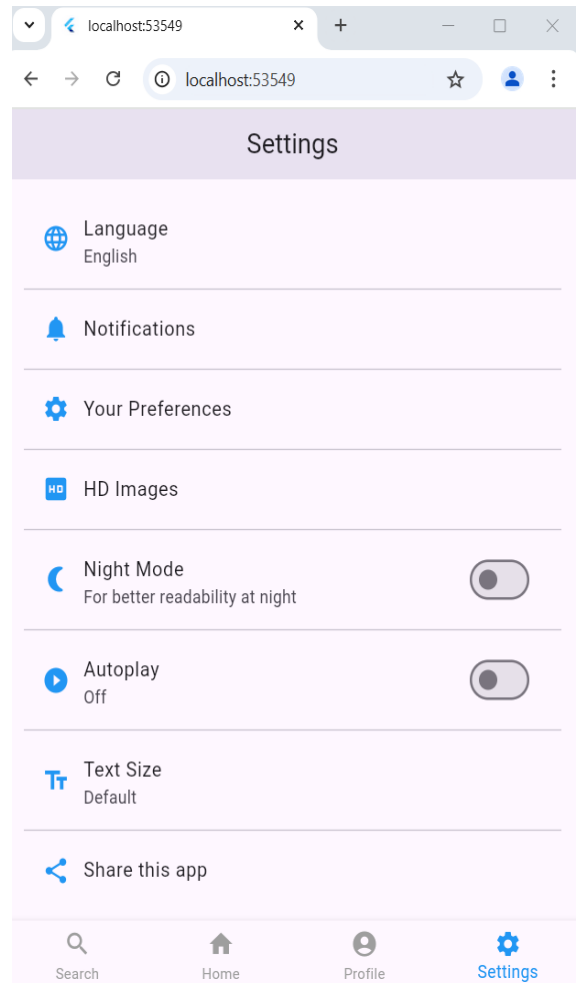 localhost:53549
localhost:53549
Settings
Language
English
Notifications
Your Preferences
HD
HD Images
Night Mode
For better readability at night
Autoplay
Off
Tт
Text Size
Default
Share this app
Search
Home
Profile
Settings